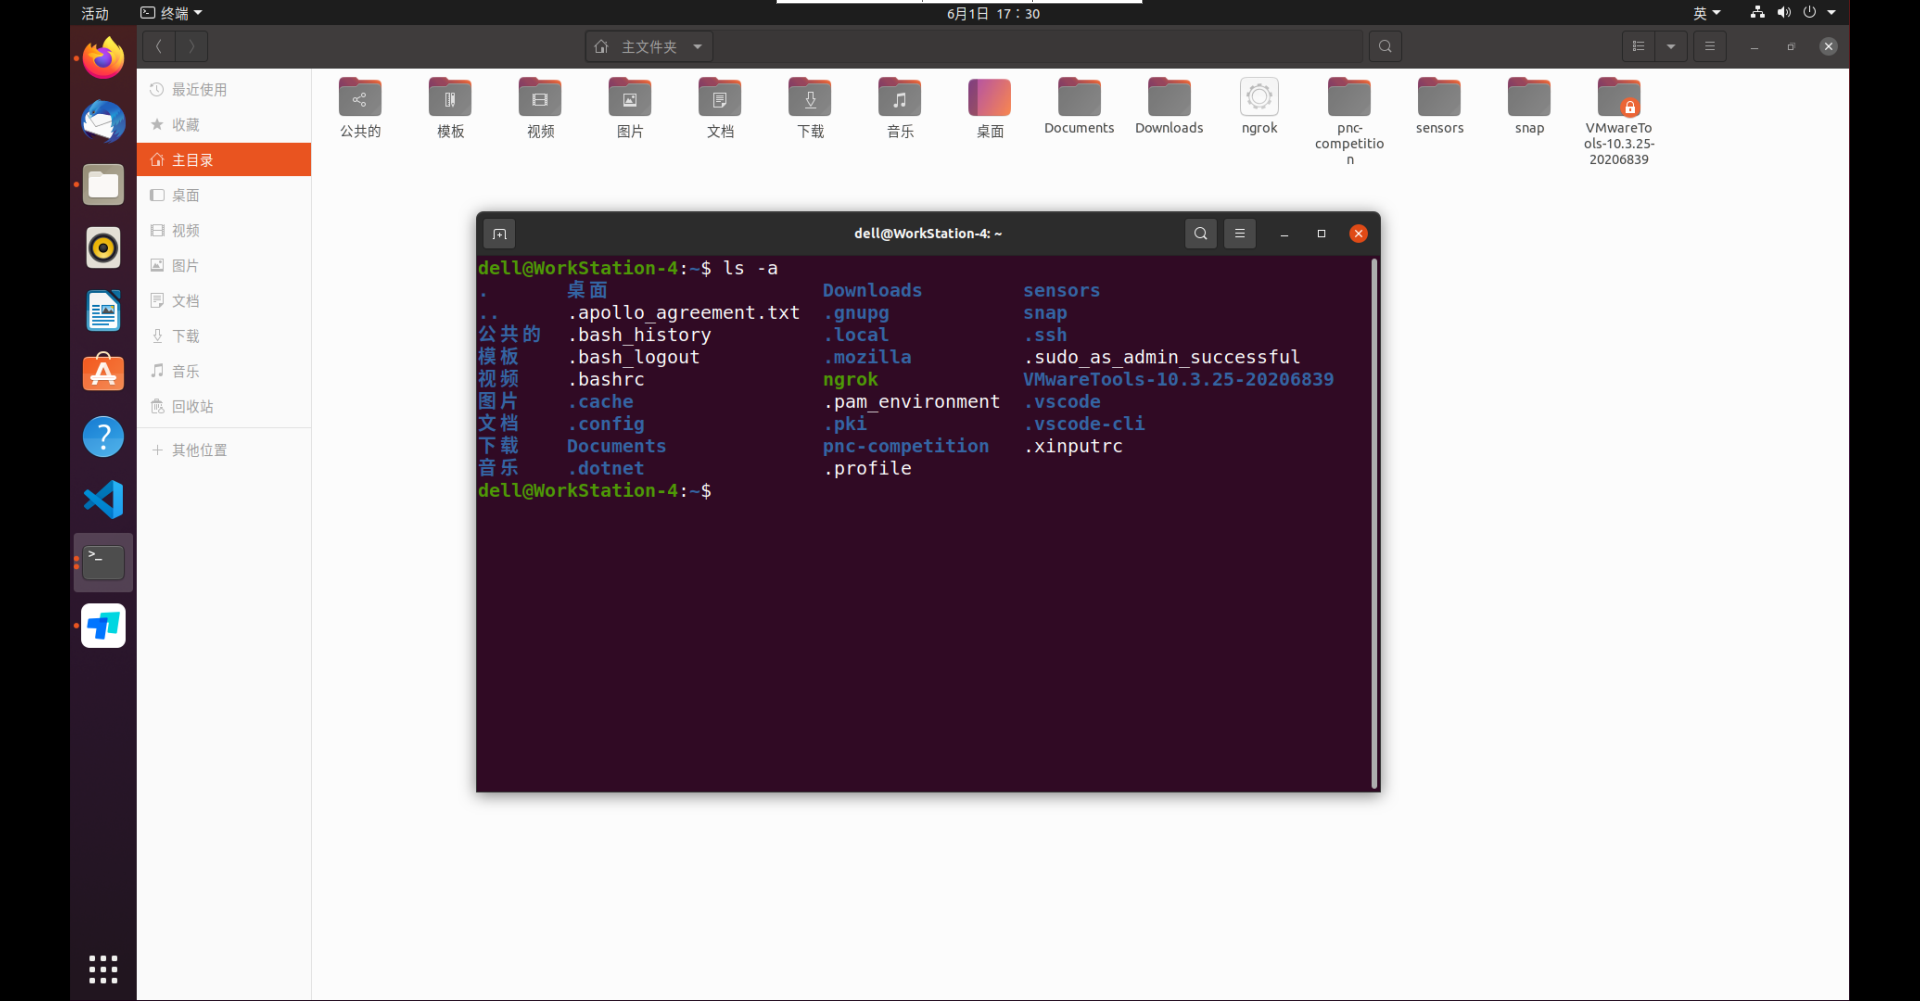 活动 终端 6月1日 17：30 英
主文件夹
最近使用
收藏
主目录
桌面
视频
图片
文档
下载
音乐
回收站
其他位置
公共的 模板 视频 图片 文档 下载 音乐 桌面 Documents Downloads ngrok pnc- sensors snap VMwareTo
competitio ols-10.3.25-
n 20206839
dell@WorkStation-4: ~
dell@WorkStation-4:~$ ls -a
. 桌面 Downloads sensors
.. .apollo_agreement.txt .gnupg snap
公共的 .bash_history .local .ssh
模板 .bash_logout .mozilla .sudo_as_admin_successful
视频 .bashrc ngrok VMwareTools-10.3.25-20206839
图片 .cache .pam_environment .vscode
文档 .config .pki .vscode-cli
下载 Documents pnc-competition .xinputrc
音乐 .dotnet .profile
dell@WorkStation-4:~$